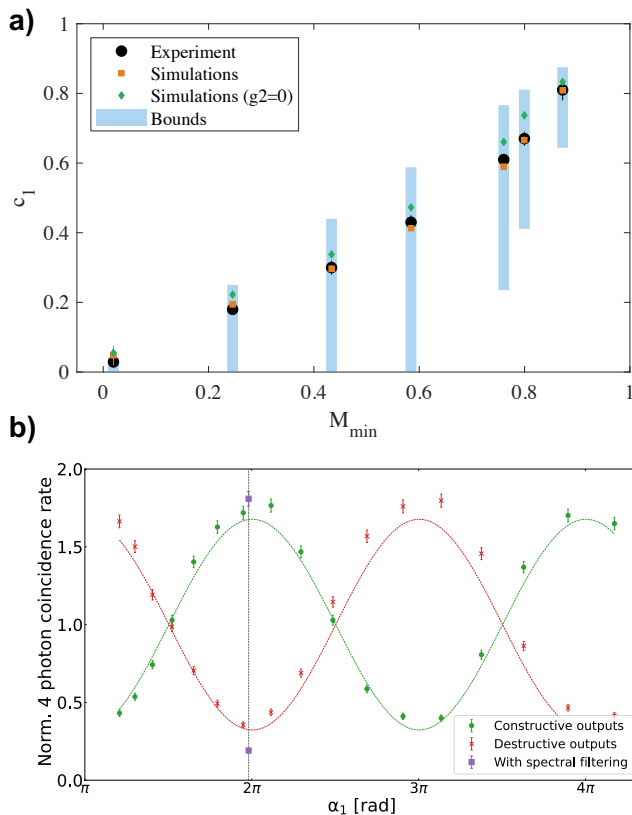 a)
1
0.8
0.6
0.4
0.2
0
c₁
Experiment
Simulations
Simulations (g2=0)
Bounds
0
0.2
0.4
0.6
0.8
1
M_min
b)
2.0
1.5
1.0
0.5
0.0
Norm. 4 photon coincidence rate
Constructive outputs
Destructive outputs
With spectral filtering
π
2π
3π
4π
α₁ [rad]